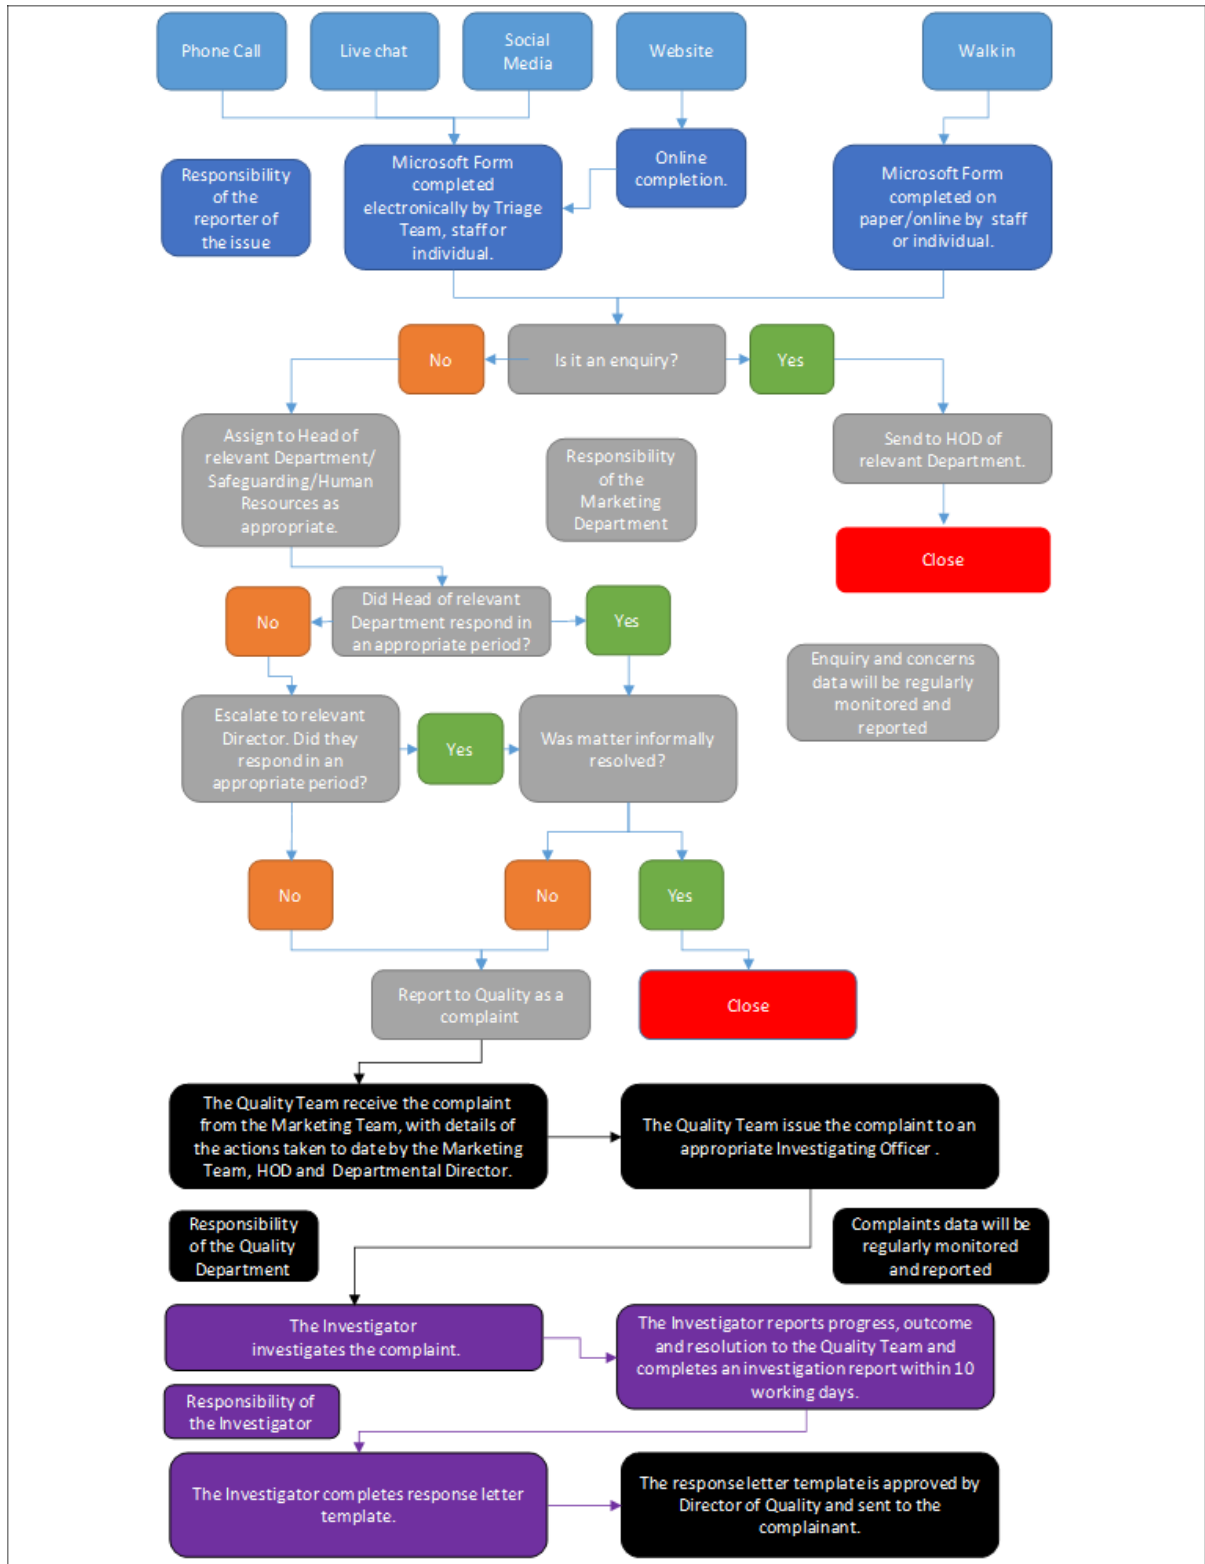 Phone Call
Live chat
Social
Media
Website
Walk in
Responsibility
of the
reporter of
the issue
Microsoft Form
completed
electronically by Triage
Team, staff or
individual.
Online
completion.
Microsoft Form
completed on
paper/online by staff
or individual.
No
Is it an enquiry?
Yes
Assign to Head of
relevant Department/
Safeguarding/Human
Resources as
appropriate.
Responsibility
of the
Marketing
Department
Send to HOD of
relevant Department.
Close
No
Did Head of relevant
Department respond in
an appropriate period?
Yes
Enquiry and concerns
data will be regularly
monitored and
reported
Escalate to relevant
Director. Did they
respond in an
appropriate period?
Yes
Was matter informally
resolved?
No
No
Yes
Report to Quality as a
complaint
Close
The Quality Team receive the complaint
from the Marketing Team, with details of
the actions taken to date by the Marketing
Team, HOD and Departmental Director.
The Quality Team issue the complaint to an
appropriate Investigating Officer .
Responsibility
of the Quality
Department
Complaints data will be
regularly monitored
and reported
The Investigator
investigates the complaint.
The Investigator reports progress, outcome
and resolution to the Quality Team and
completes an investigation report within 10
working days.
Responsibility of
the Investigator
The Investigator completes response letter
template.
The response letter template is approved by
Director of Quality and sent to the
complainant.